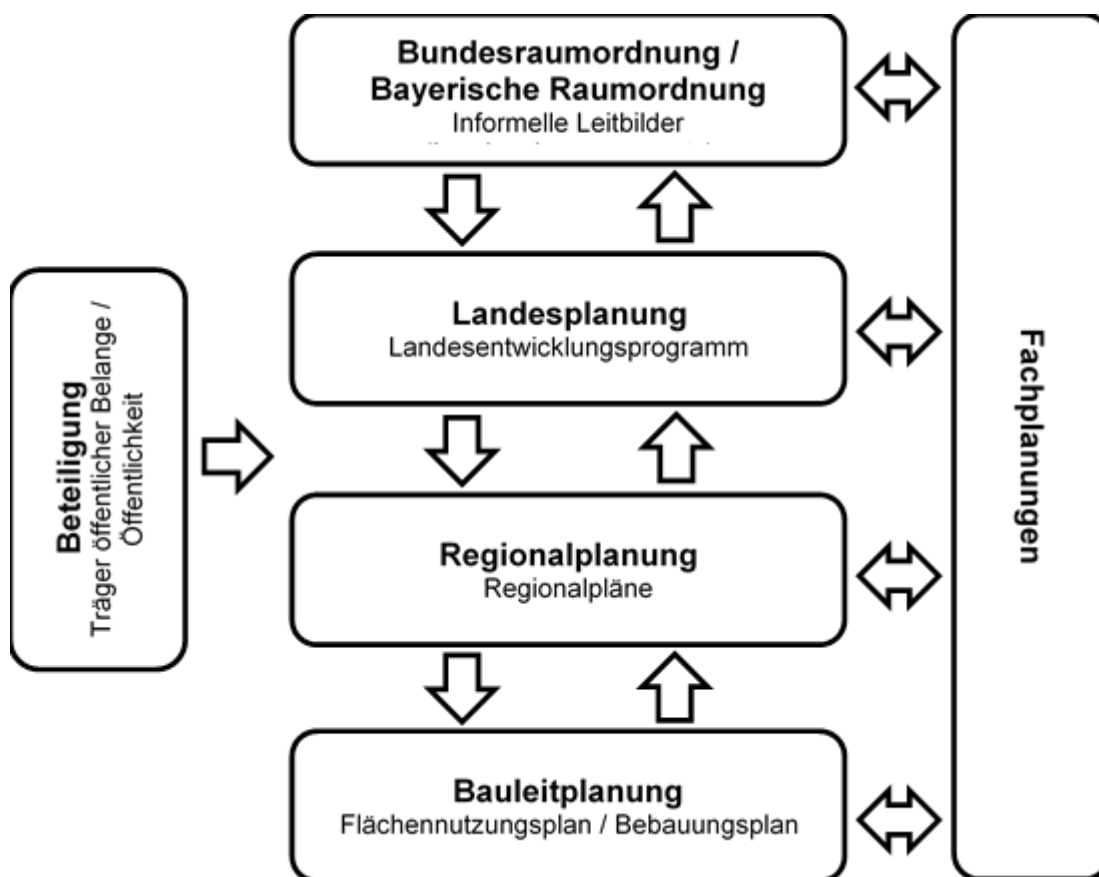 Bundesraumordnung /
Bayerische Raumordnung
Informelle Leitbilder
Landesplanung
Landesentwicklungsprogramm
Beteiligung
Träger öffentlicher Belange /
Öffentlichkeit
Regionalplanung
Regionalpläne
Bauleitplanung
Flächennutzungsplan / Bebauungsplan
Fachplanungen